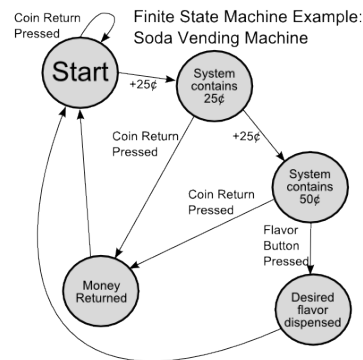 Coin Return
Pressed
Finite State Machine Example:
Soda Vending Machine
Start
+25¢
System
contains
25¢
Coin Return
Pressed
+25¢
Coin Return
Pressed
System
contains
50¢
Flavor
Button
Pressed
Money
Returned
Desired
flavor
dispensed